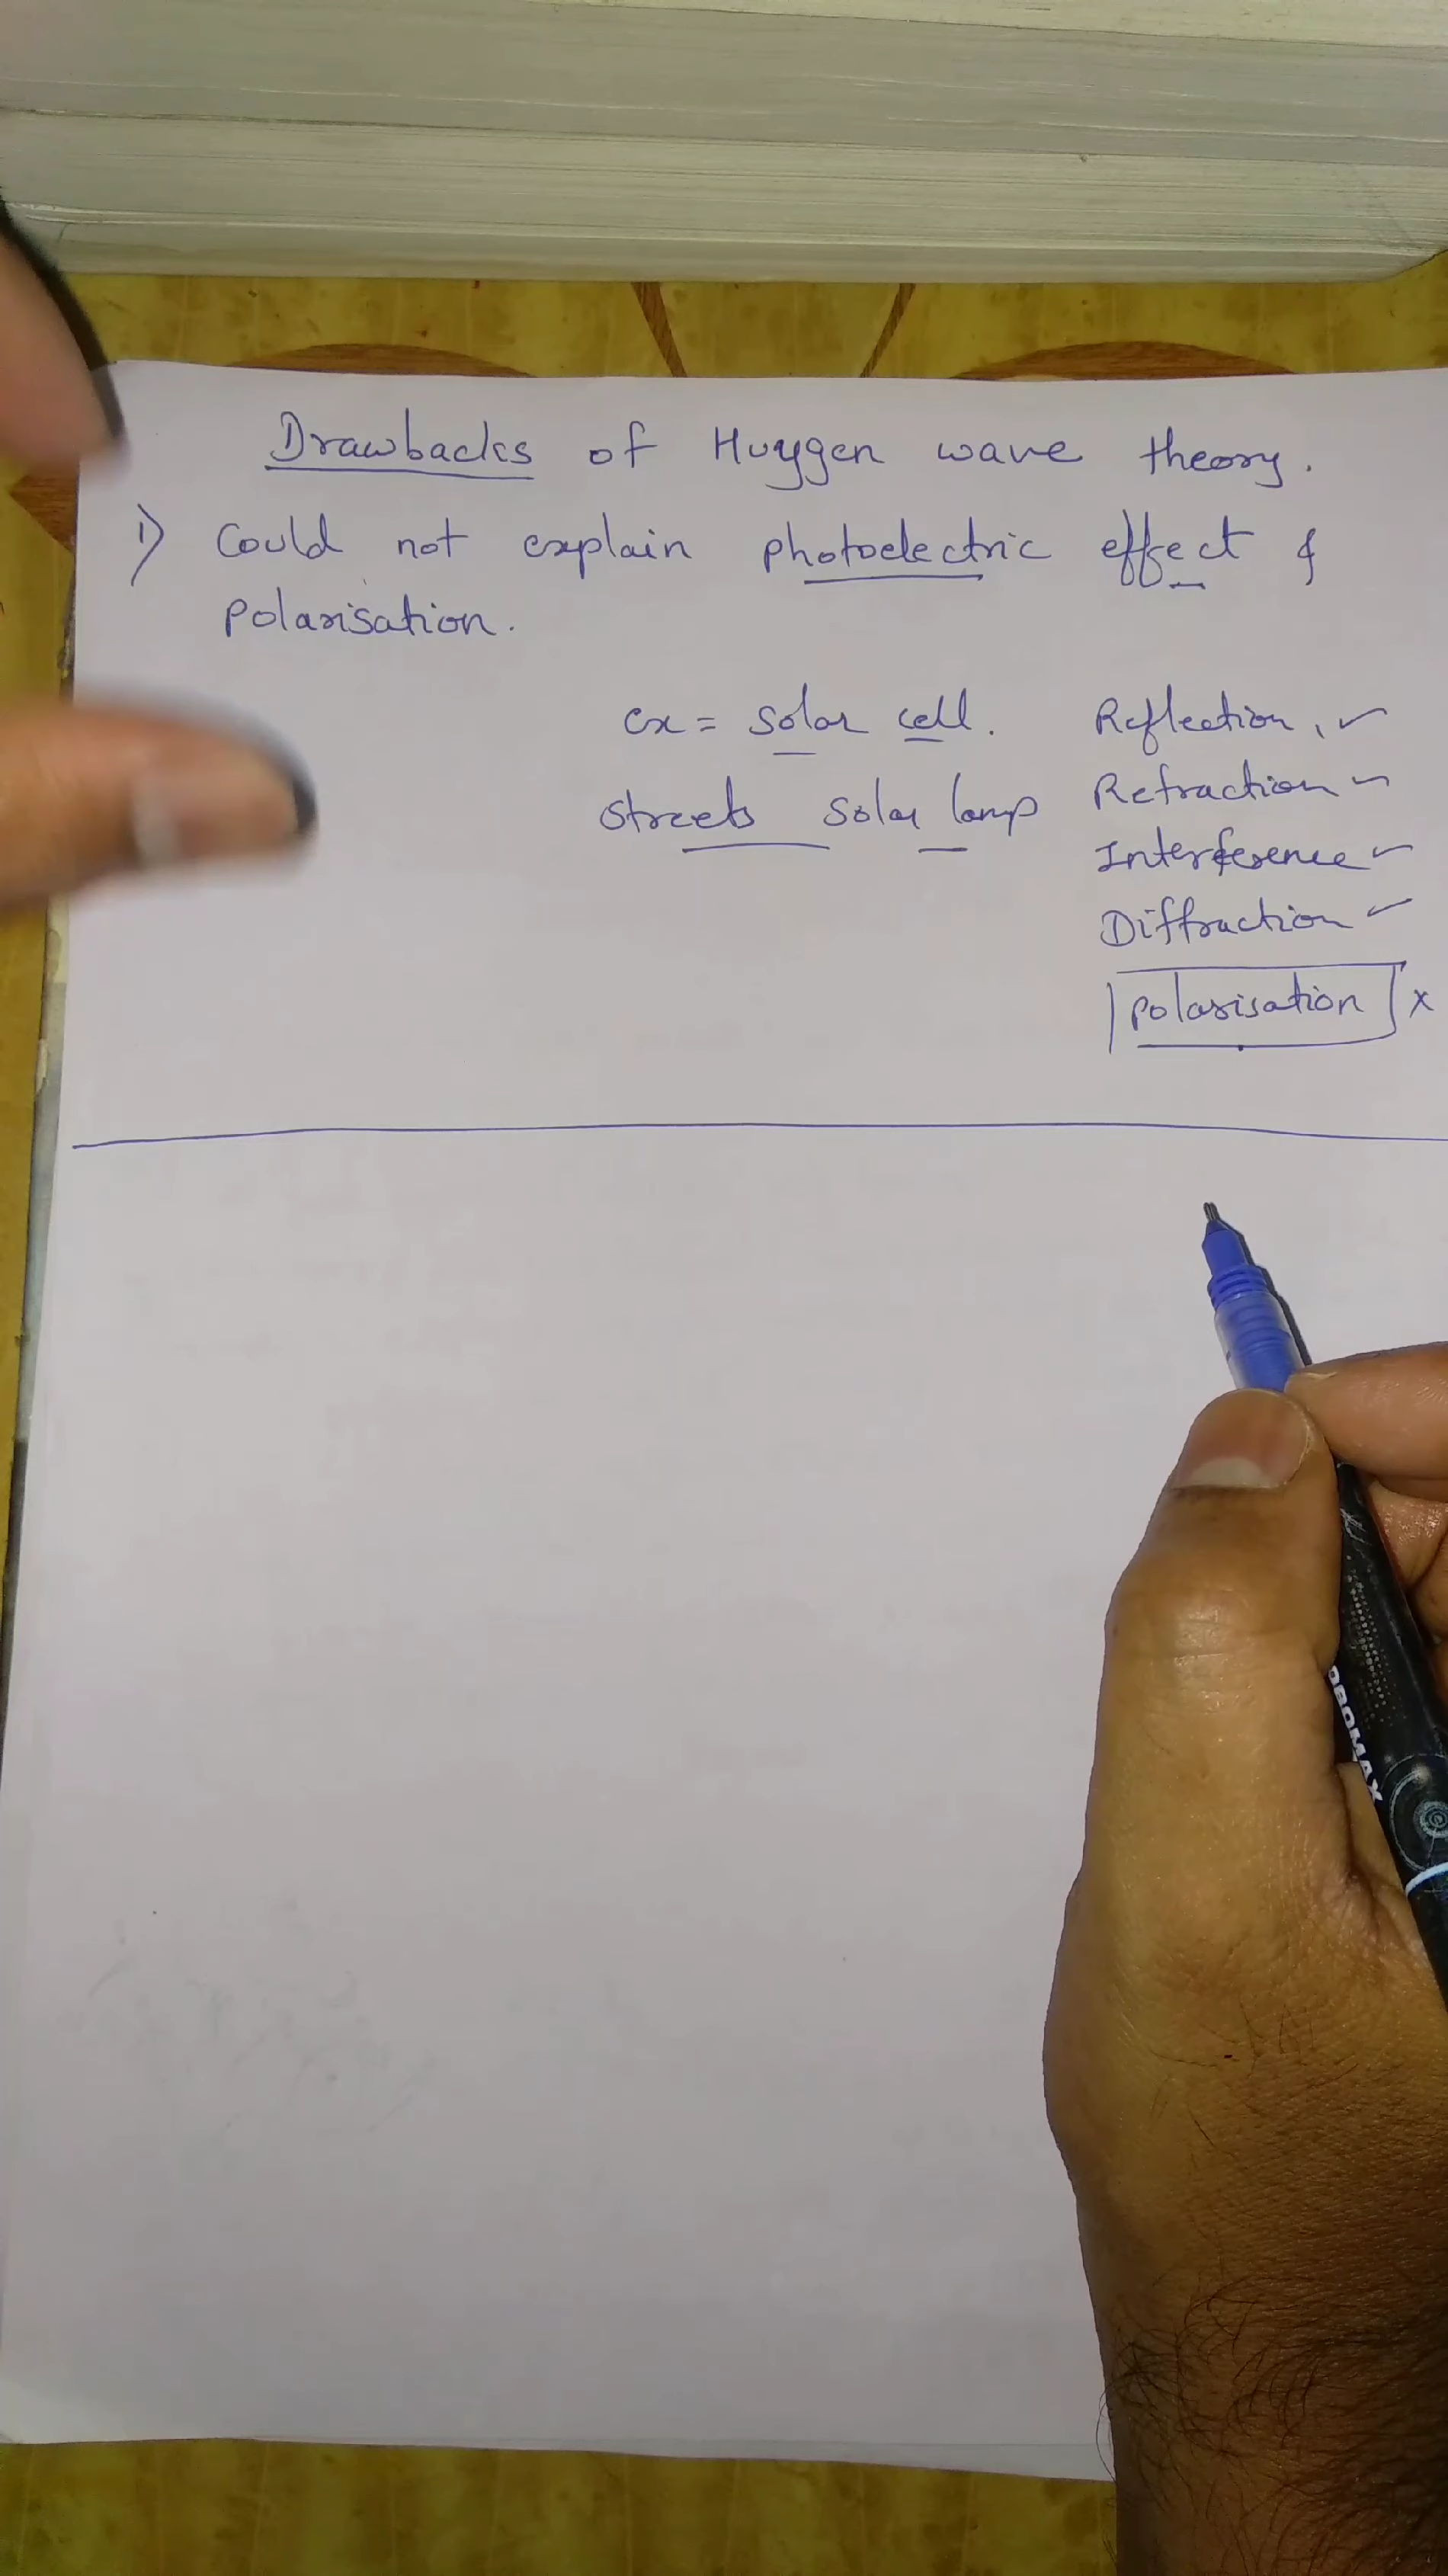 Drawbacks of Huygen wave theory.
1) Could not explain photoelectric effect &
Polarisation.
ex = Solar cell.
Streets Solar lamp
Reflection, ✓
Refraction ✓
Interference ✓
Diffraction ✓
Polarisation x